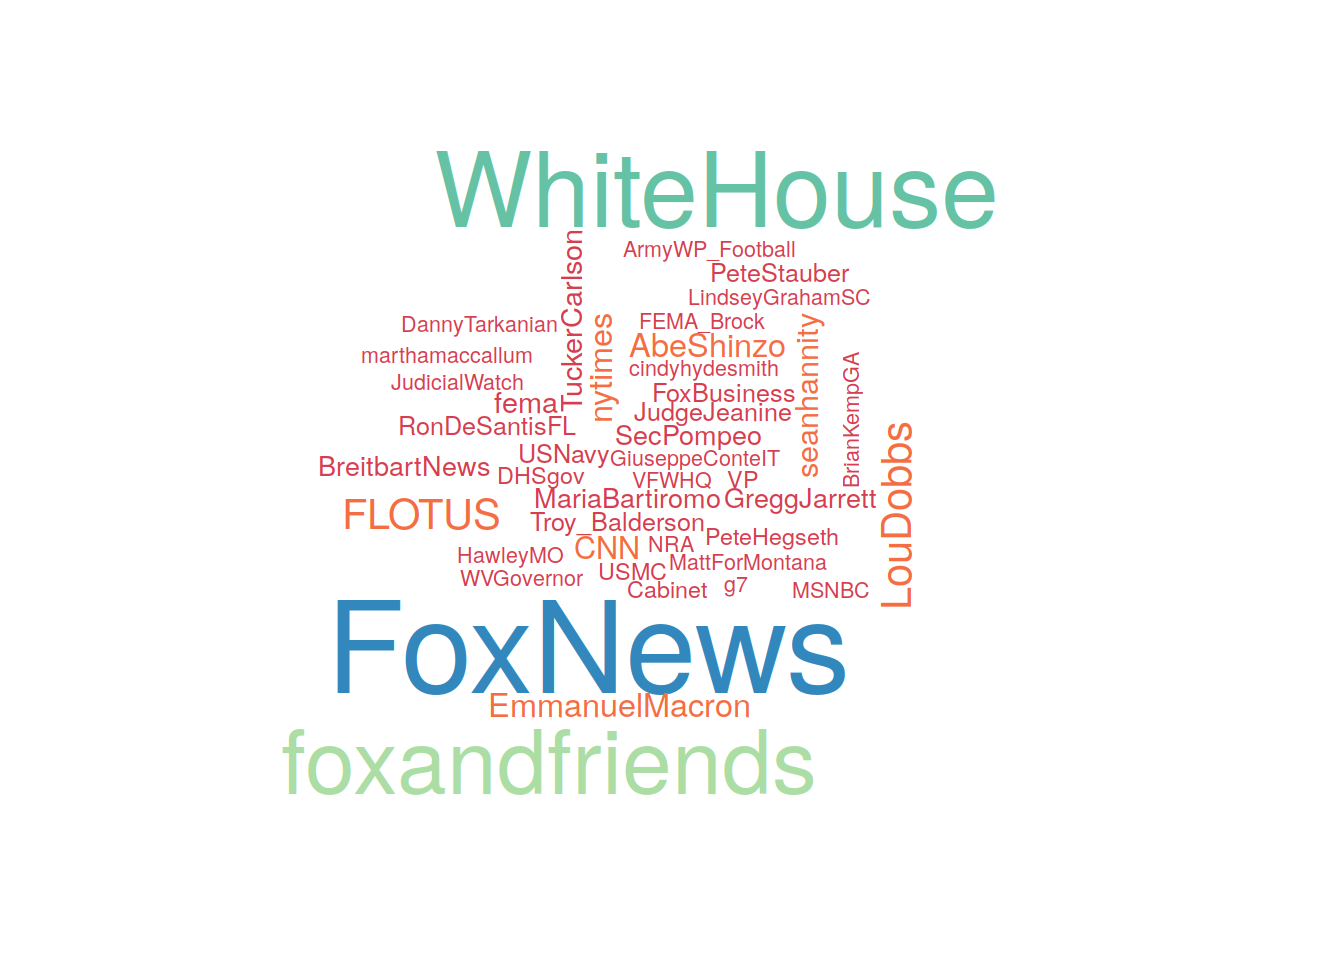 WhiteHouse
ArmyWP_Football
TuckerCarlson
PeteStauber
LindseyGrahamSC
DannyTarkanian
nytimes
FEMA_Brock
seanhannity
AbeShinzo
marthamaccallum
cindyhydesmith
BrianKempGA
JudicialWatch
FoxBusiness
fema
JudgeJeanine
RonDeSantisFL
SecPompeo
LouDobbs
USNavy
GiuseppeConteIT
BreitbartNews
DHSgov
VFWHQ
VP
MariaBartiromo
GreggJarrett
FLOTUS
Troy_Balderson
PeteHegseth
CNN
NRA
HawleyMO
MattForMontana
USMC
WVGovernor
Cabinet
g7
MSNBC
FoxNews
EmmanuelMacron
foxandfriends